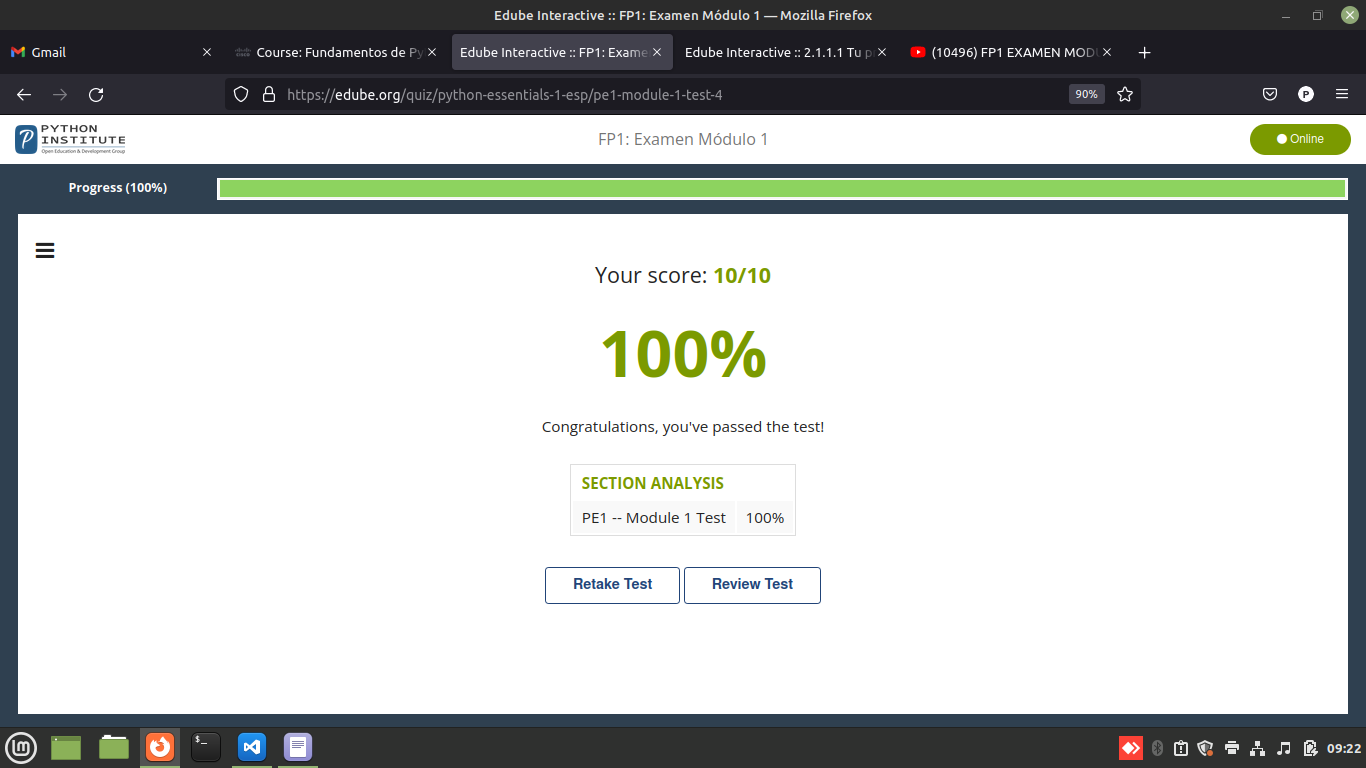 Edube Interactive :: FP1: Examen Módulo 1 — Mozilla Firefox
Gmail
Course: Fundamentos de Py
Edube Interactive :: FP1: Exame
Edube Interactive :: 2.1.1.1 Tu p
(10496) FP1 EXAMEN MODU
https://edube.org/quiz/python-essentials-1-esp/pe1-module-1-test-4
90%
P
PYTHON
INSTITUTE
Open Education & Development Group
FP1: Examen Módulo 1
Online
Progress (100%)
Your score: 10/10
100%
Congratulations, you've passed the test!
SECTION ANALYSIS
PE1 -- Module 1 Test 100%
Retake Test Review Test
09:22